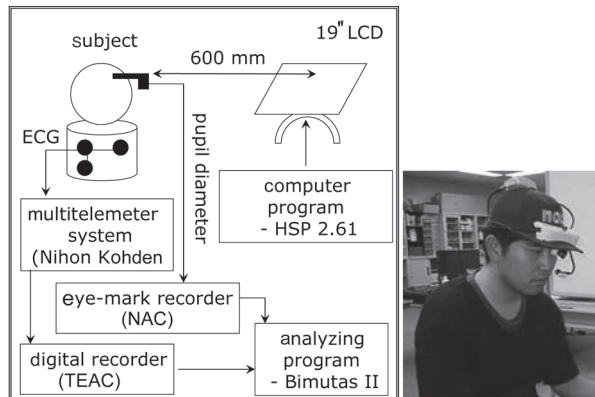 19" LCD
subject
600 mm
ECG
pupil diameter
multitelemeter
system
(Nihon Kohden
computer
program
- HSP 2.61
eye-mark recorder
(NAC)
digital recorder
(TEAC)
analyzing
program
- Bimutas II
nac